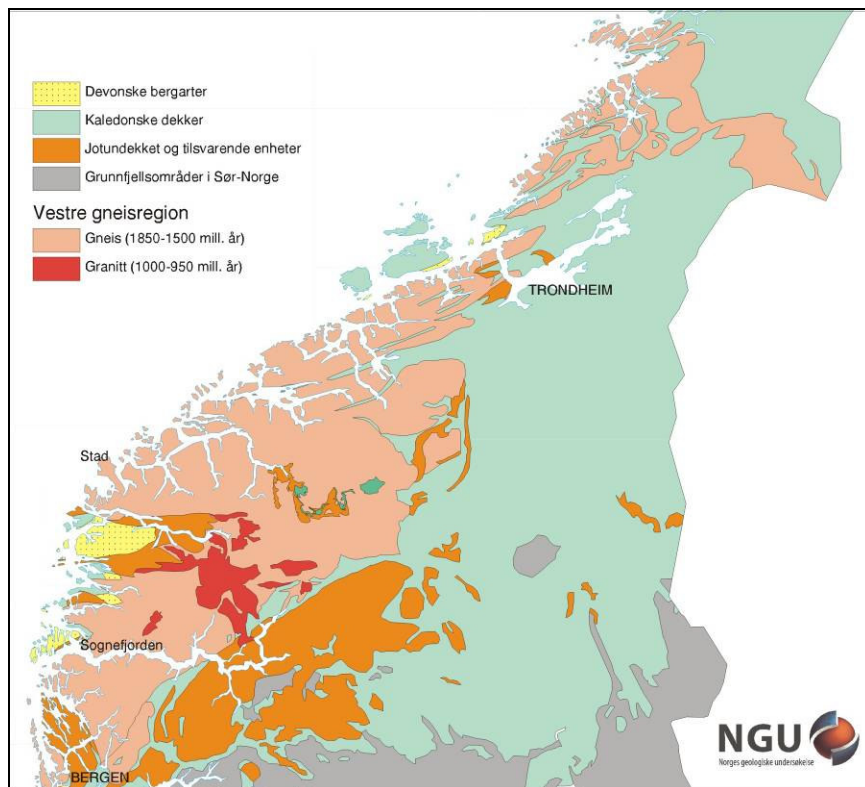 Devonske bergarter
Kaledonske dekker
Jotundekket og tilsvarende enheter
Grunnfjellsområder i Sør-Norge
Vestre gneisregion
Gneis (1850-1500 mill. år)
Granitt (1000-950 mill. år)
TRONDHEIM
Stad
Sognefjorden
BERGEN
NGU
Norges geologiske undersøkelse